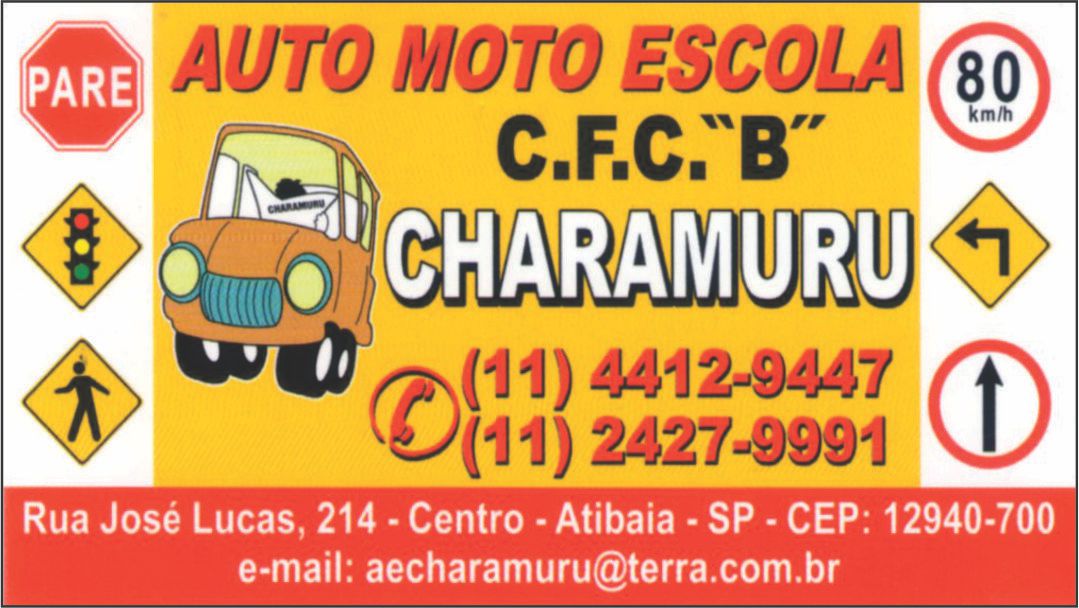 PARE
AUTO MOTO ESCOLA
80
km/h
C.F.C. "B"
CHARAMURU
CHARAMURU
(11) 4412-9447
(11) 2427-9991
Rua José Lucas, 214 - Centro - Atibaia - SP - CEP: 12940-700
e-mail: aecharamuru@terra.com.br